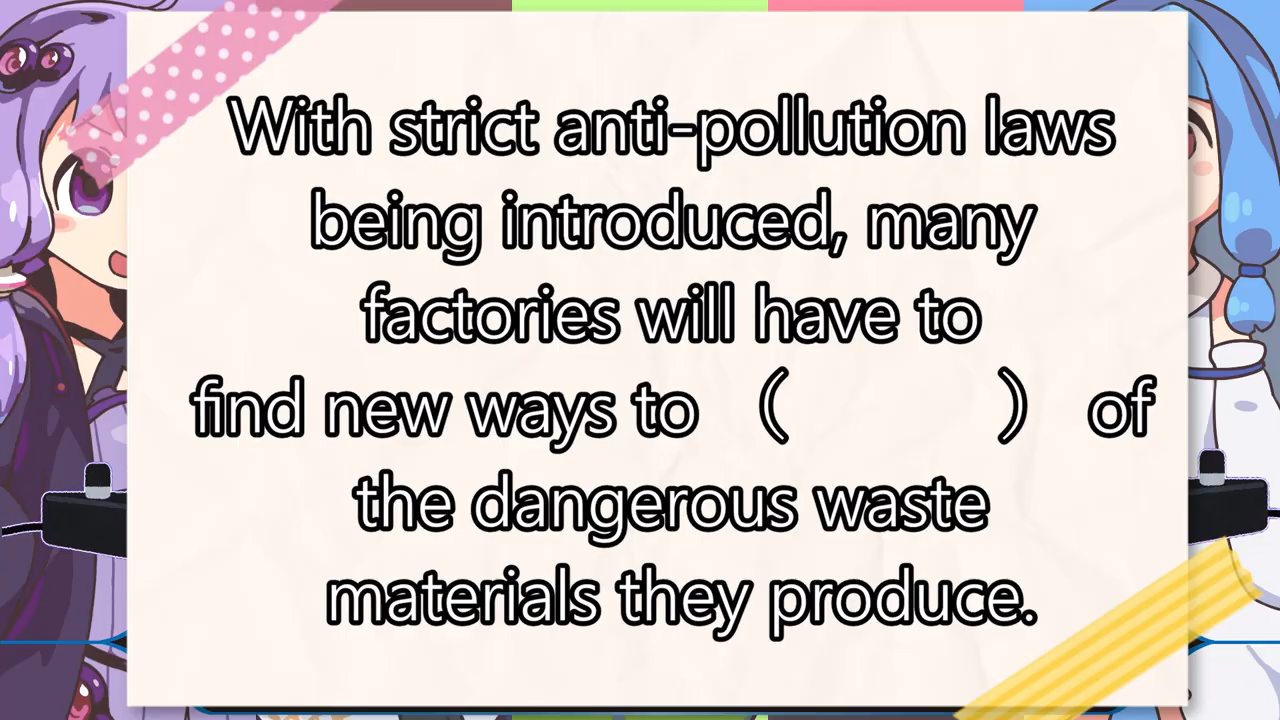 With strict anti-pollution laws
being introduced, many
factories will have to
find new ways to （　　　） of
the dangerous waste
materials they produce.